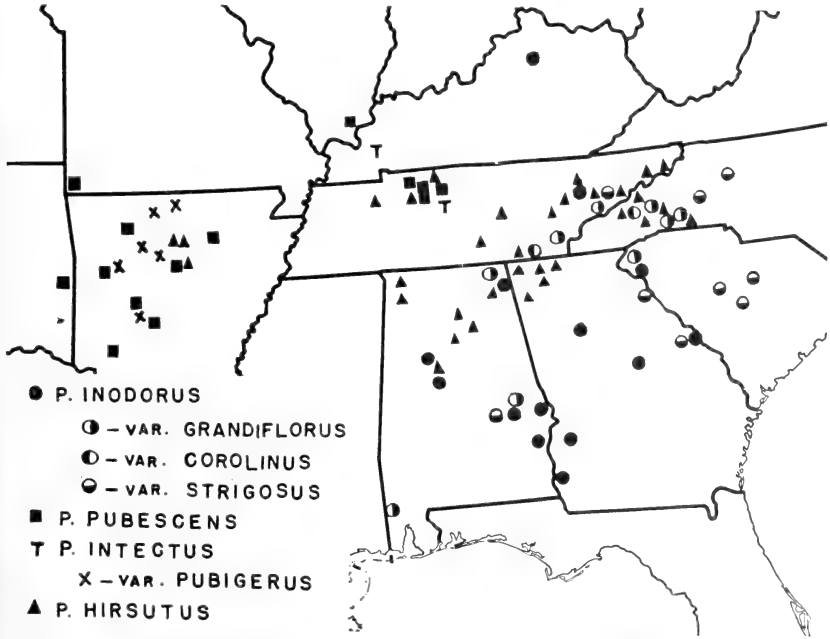 P. INODORUS
– VAR. GRANDIFLORUS
– VAR. COROLINUS
– VAR. STRIGOSUS
P. PUBESCENS
T P. INTECTUS
X – VAR. PUBIGERUS
P. HIRSUTUS